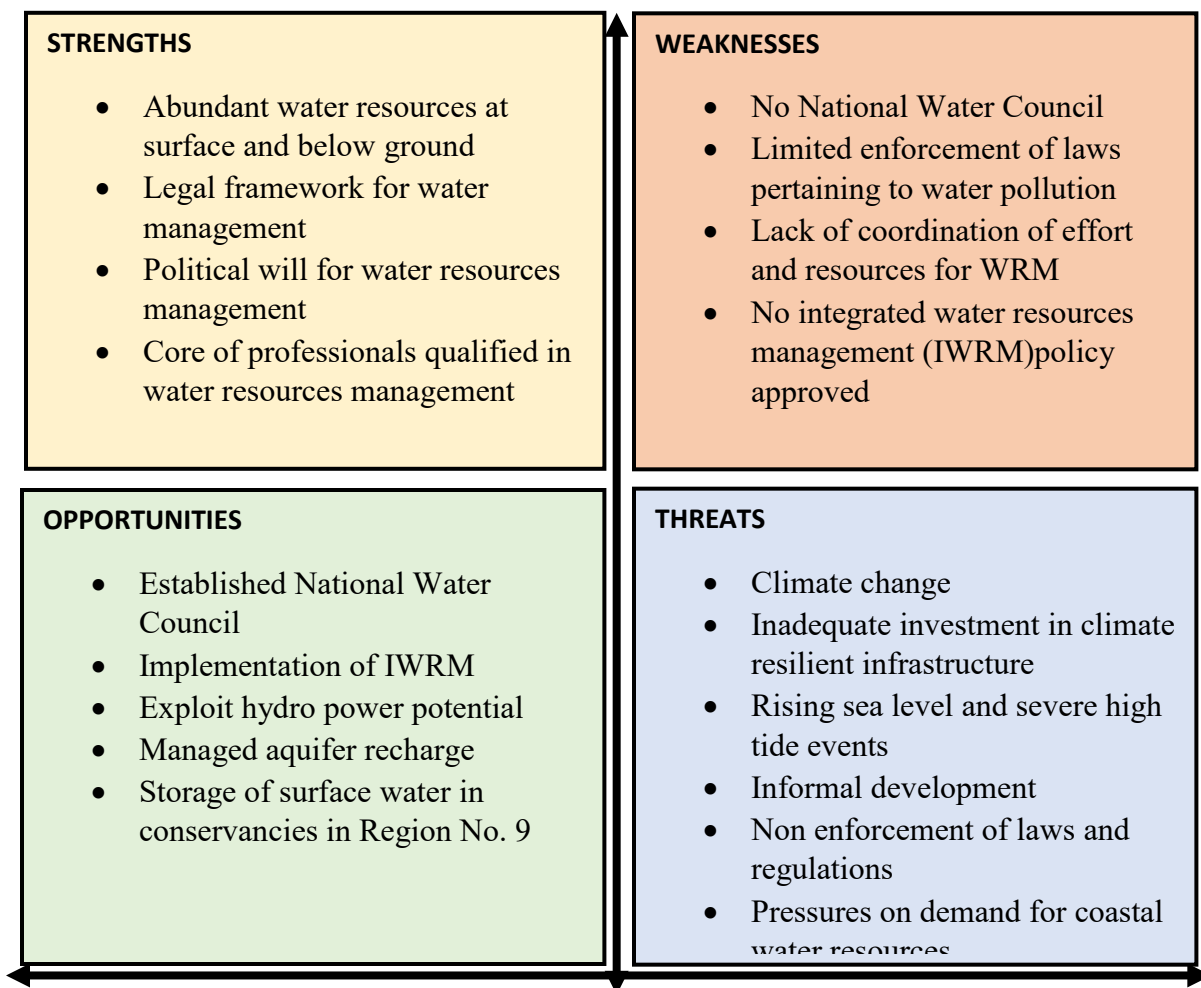 STRENGTHS
• Abundant water resources at
surface and below ground
• Legal framework for water
management
• Political will for water resources
management
• Core of professionals qualified in
water resources management
WEAKNESSES
• No National Water Council
• Limited enforcement of laws
pertaining to water pollution
• Lack of coordination of effort
and resources for WRM
• No integrated water resources
management (IWRM)policy
approved
OPPORTUNITIES
• Established National Water
Council
• Implementation of IWRM
• Exploit hydro power potential
• Managed aquifer recharge
• Storage of surface water in
conservancies in Region No. 9
THREATS
• Climate change
• Inadequate investment in climate
resilient infrastructure
• Rising sea level and severe high
tide events
• Informal development
• Non enforcement of laws and
regulations
• Pressures on demand for coastal
water resources